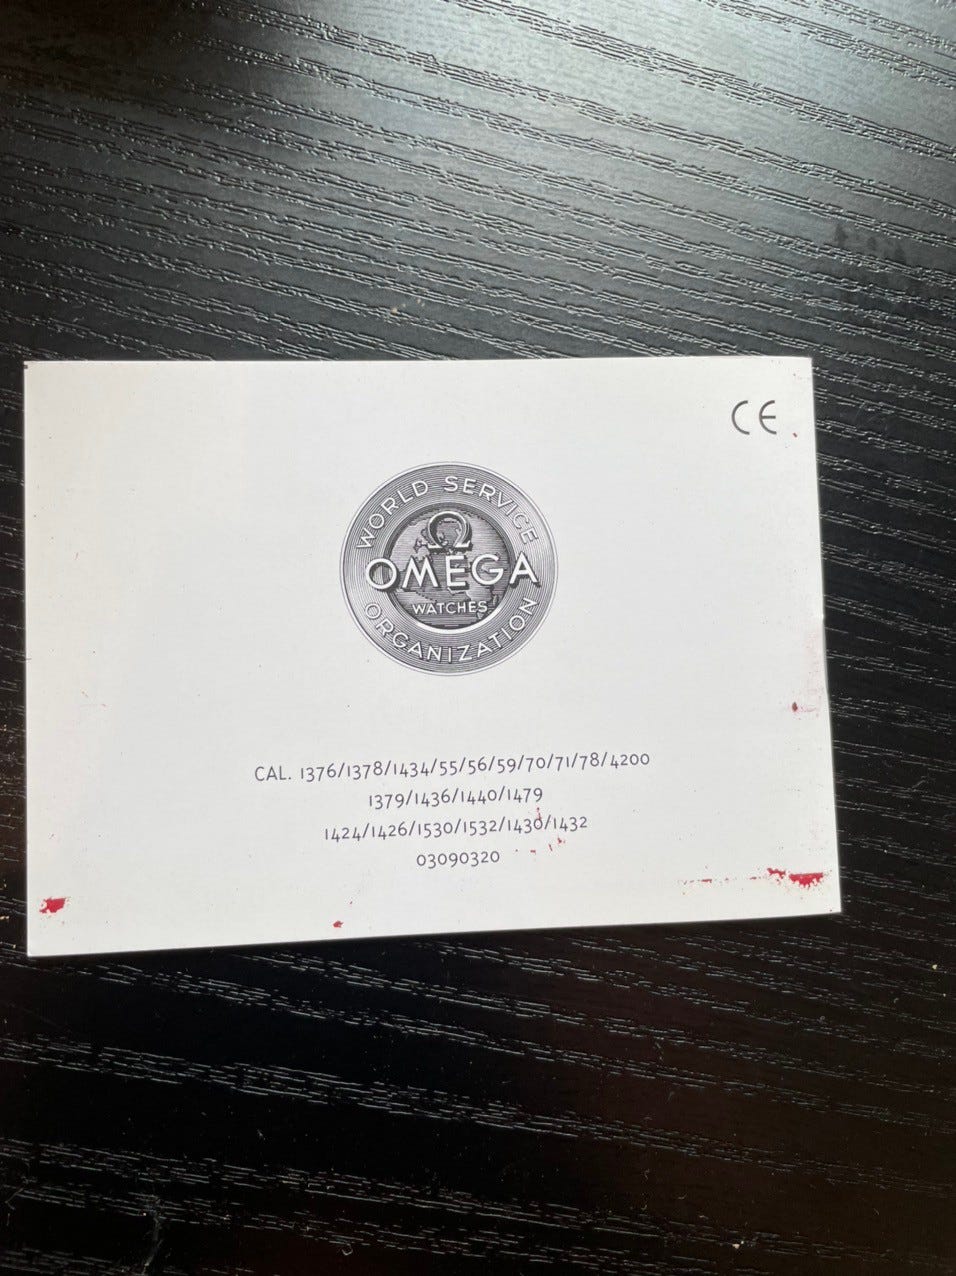 CE
WORLD SERVICE
Ω
OMEGA
WATCHES
ORGANIZATION
CAL. 1376/1378/1434/55/56/59/70/71/78/4200
1379/1436/1440/1479
1424/1426/1530/1532/1430/1432
03090320